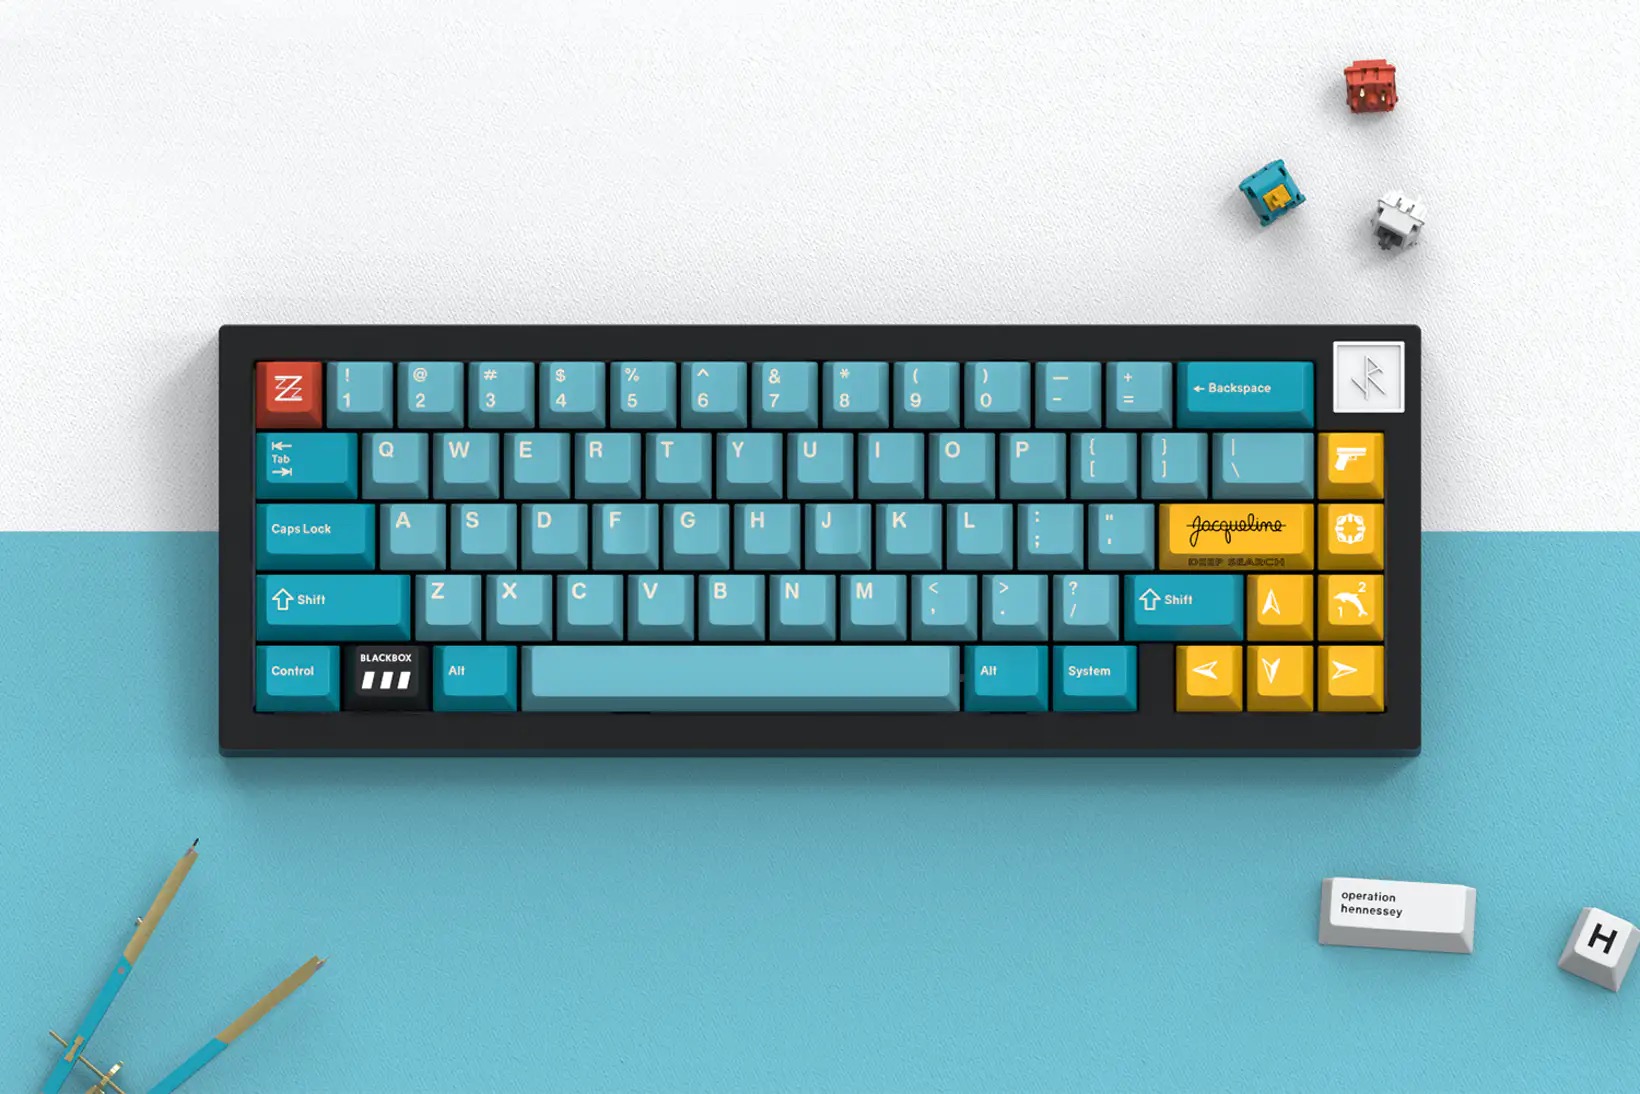 ! @ # $ % ^ & * ( ) — +
1 2 3 4 5 6 7 8 9 0 - = ← Backspace
Tab Q W E R T Y U I O P { } |
[ ] \
Caps Lock A S D F G H J K L : " Jacqueline
; ' DEEP SEARCH
⇧ Shift Z X C V B N M < > ? ⇧ Shift 2
, . / 1
Control BLACKBOX Alt Alt System
operation
hennessey
H